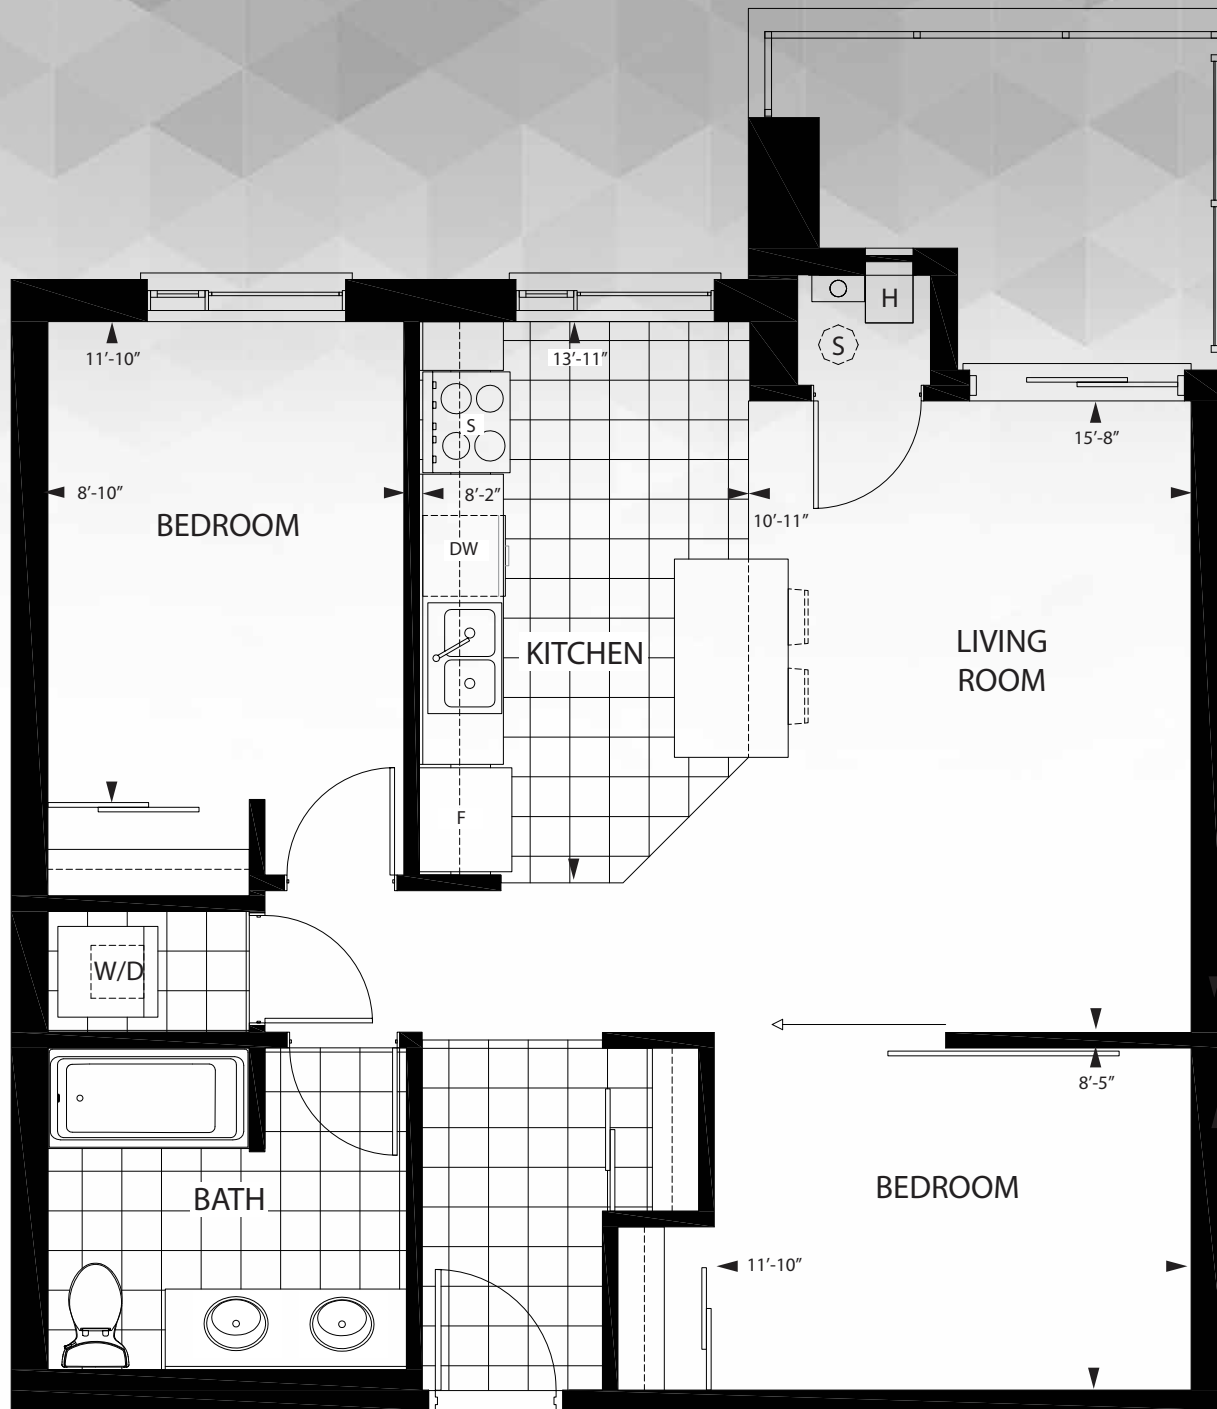 H
S
11'-10"
13'-11"
15'-8"
S
8'-10"
8'-2"
10'-11"
BEDROOM
DW
KITCHEN
LIVING
ROOM
F
W/D
8'-5"
BEDROOM
BATH
11'-10"